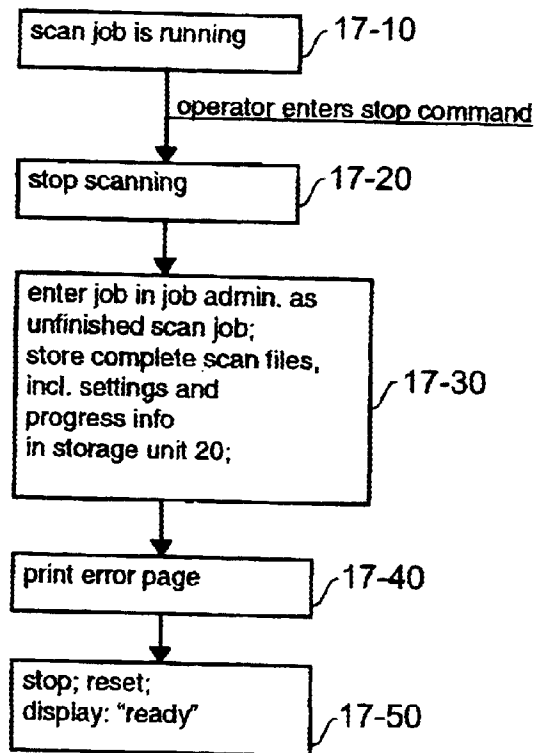 scan job is running
17-10
operator enters stop command
stop scanning
17-20
enter job in job admin. as
unfinished scan job;
store complete scan files,
incl. settings and
progress info
in storage unit 20;
17-30
print error page
17-40
stop; reset;
display: "ready"
17-50